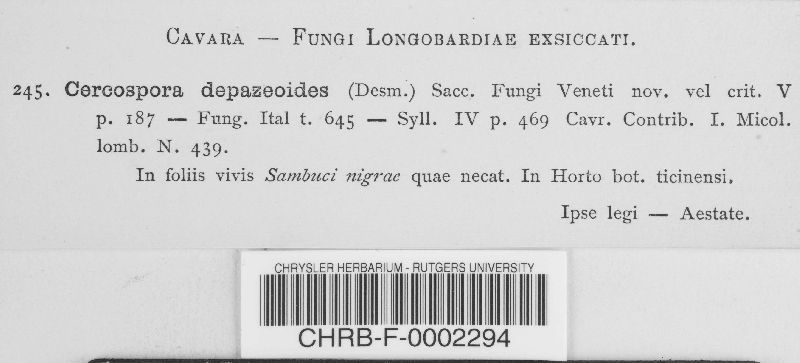 Cavara — Fungi Longobardiae exsiccati.
245. Cercospora depazeoides (Desm.) Sacc. Fungi Veneti nov. vel crit. V
p. 187 — Fung. Ital t. 645 — Syll. IV p. 469 Cavr. Contrib. I. Micol.
lomb. N. 439.
In foliis vivis Sambuci nigrae quae necat. In Horto bot. ticinensi.
Ipse legi — Aestate.
CHRYSLER HERBARIUM - RUTGERS UNIVERSITY
CHRB-F-0002294